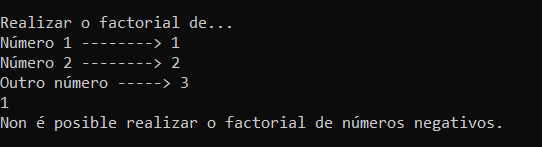 Realizar o factorial de...
Número 1 --------> 1
Número 2 --------> 2
Outro número -----> 3
1
Non é posible realizar o factorial de números negativos.